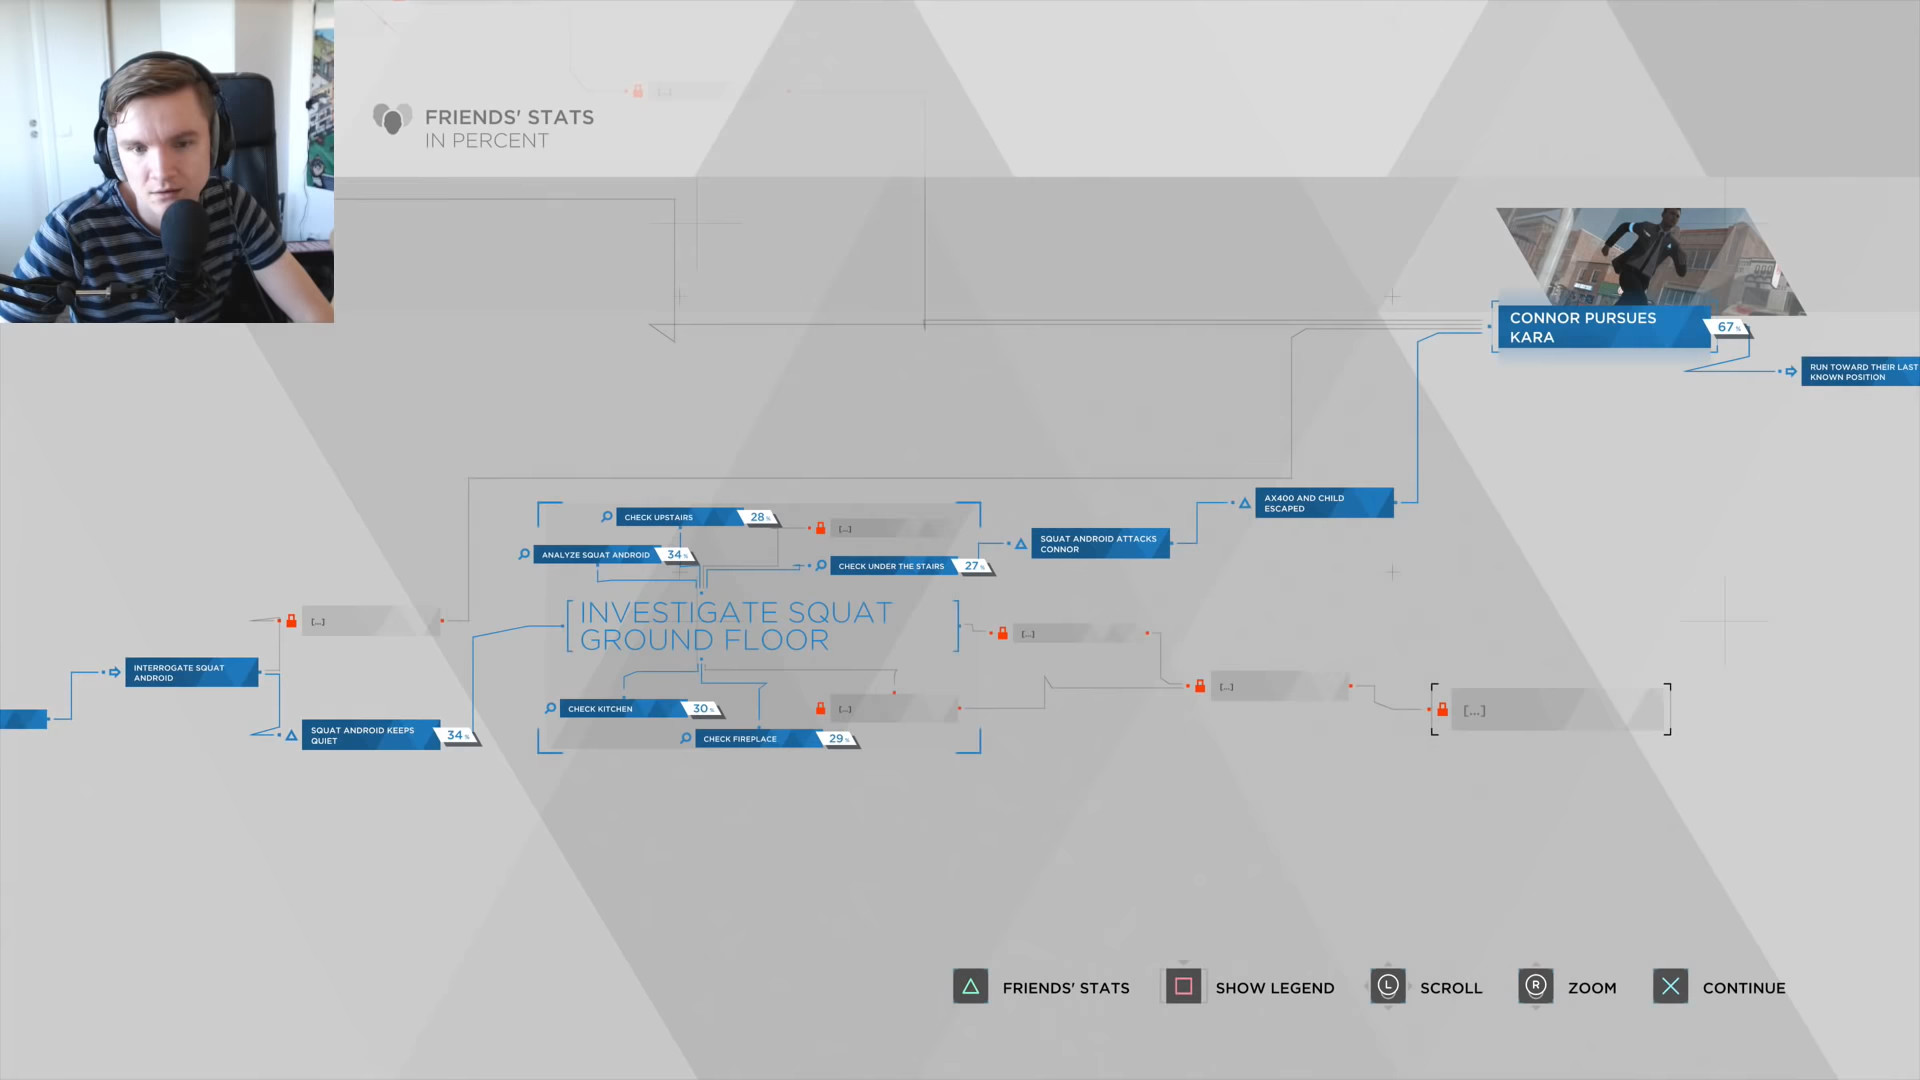 FRIENDS' STATS
IN PERCENT
[...]
CONNOR PURSUES
KARA
67%
RUN TOWARD THEIR LAST
KNOWN POSITION
AX400 AND CHILD
ESCAPED
CHECK UPSTAIRS
28%
[...]
SQUAT ANDROID ATTACKS
CONNOR
ANALYZE SQUAT ANDROID
34%
CHECK UNDER THE STAIRS
27%
INVESTIGATE SQUAT
GROUND FLOOR
[...]
[...]
INTERROGATE SQUAT
ANDROID
[...]
CHECK KITCHEN
30%
[...]
[...]
SQUAT ANDROID KEEPS
QUIET
34%
CHECK FIREPLACE
29%
FRIENDS' STATS
SHOW LEGEND
L
SCROLL
R
ZOOM
CONTINUE